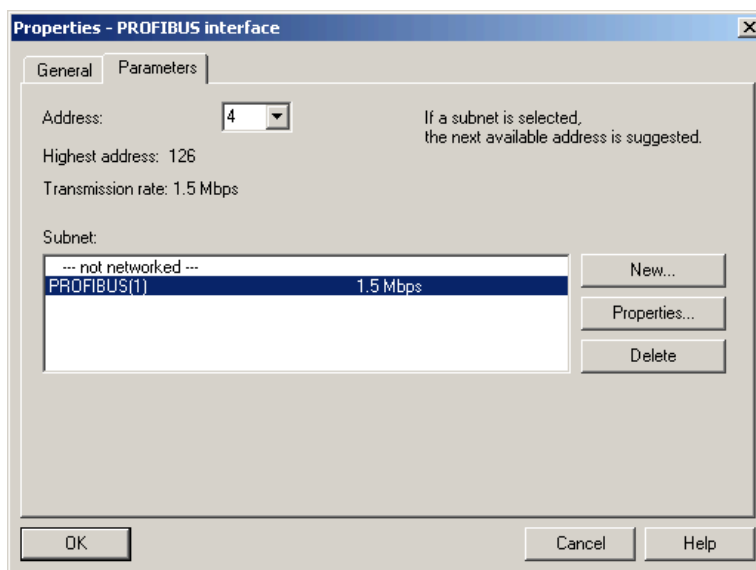 Properties - PROFIBUS interface
General
Parameters
Address:
4
If a subnet is selected,
the next available address is suggested.
Highest address: 126
Transmission rate: 1.5 Mbps
Subnet:
--- not networked ---
PROFIBUS(1) 1.5 Mbps
New...
Properties...
Delete
OK
Cancel
Help